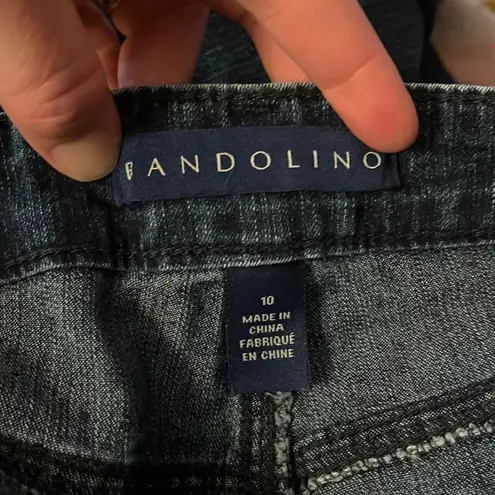 BANDOLINO
10
MADE IN
CHINA
FABRIQUÉ
EN CHINE